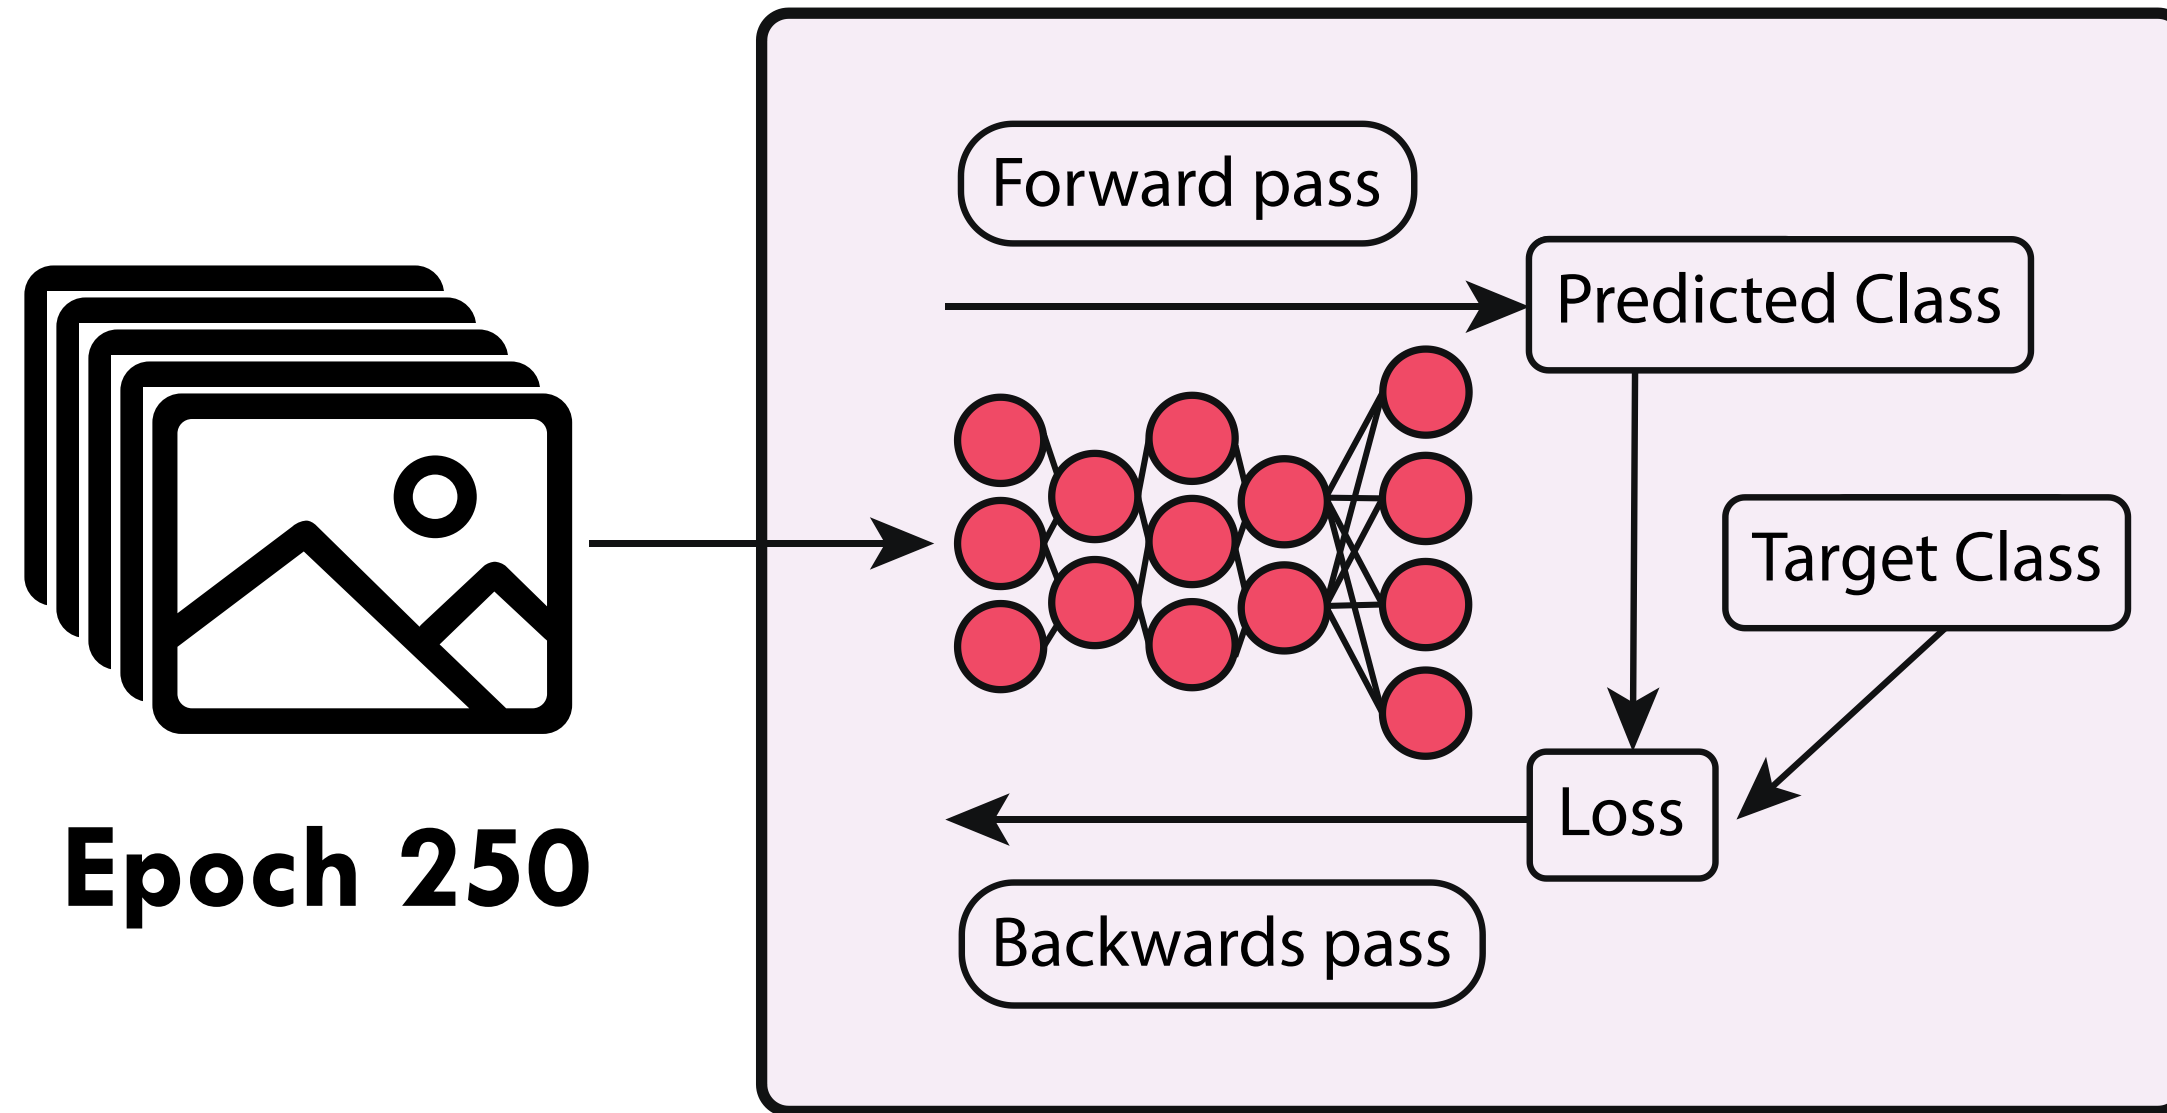 Forward pass
Predicted Class
Target Class
Loss
Epoch 250
Backwards pass